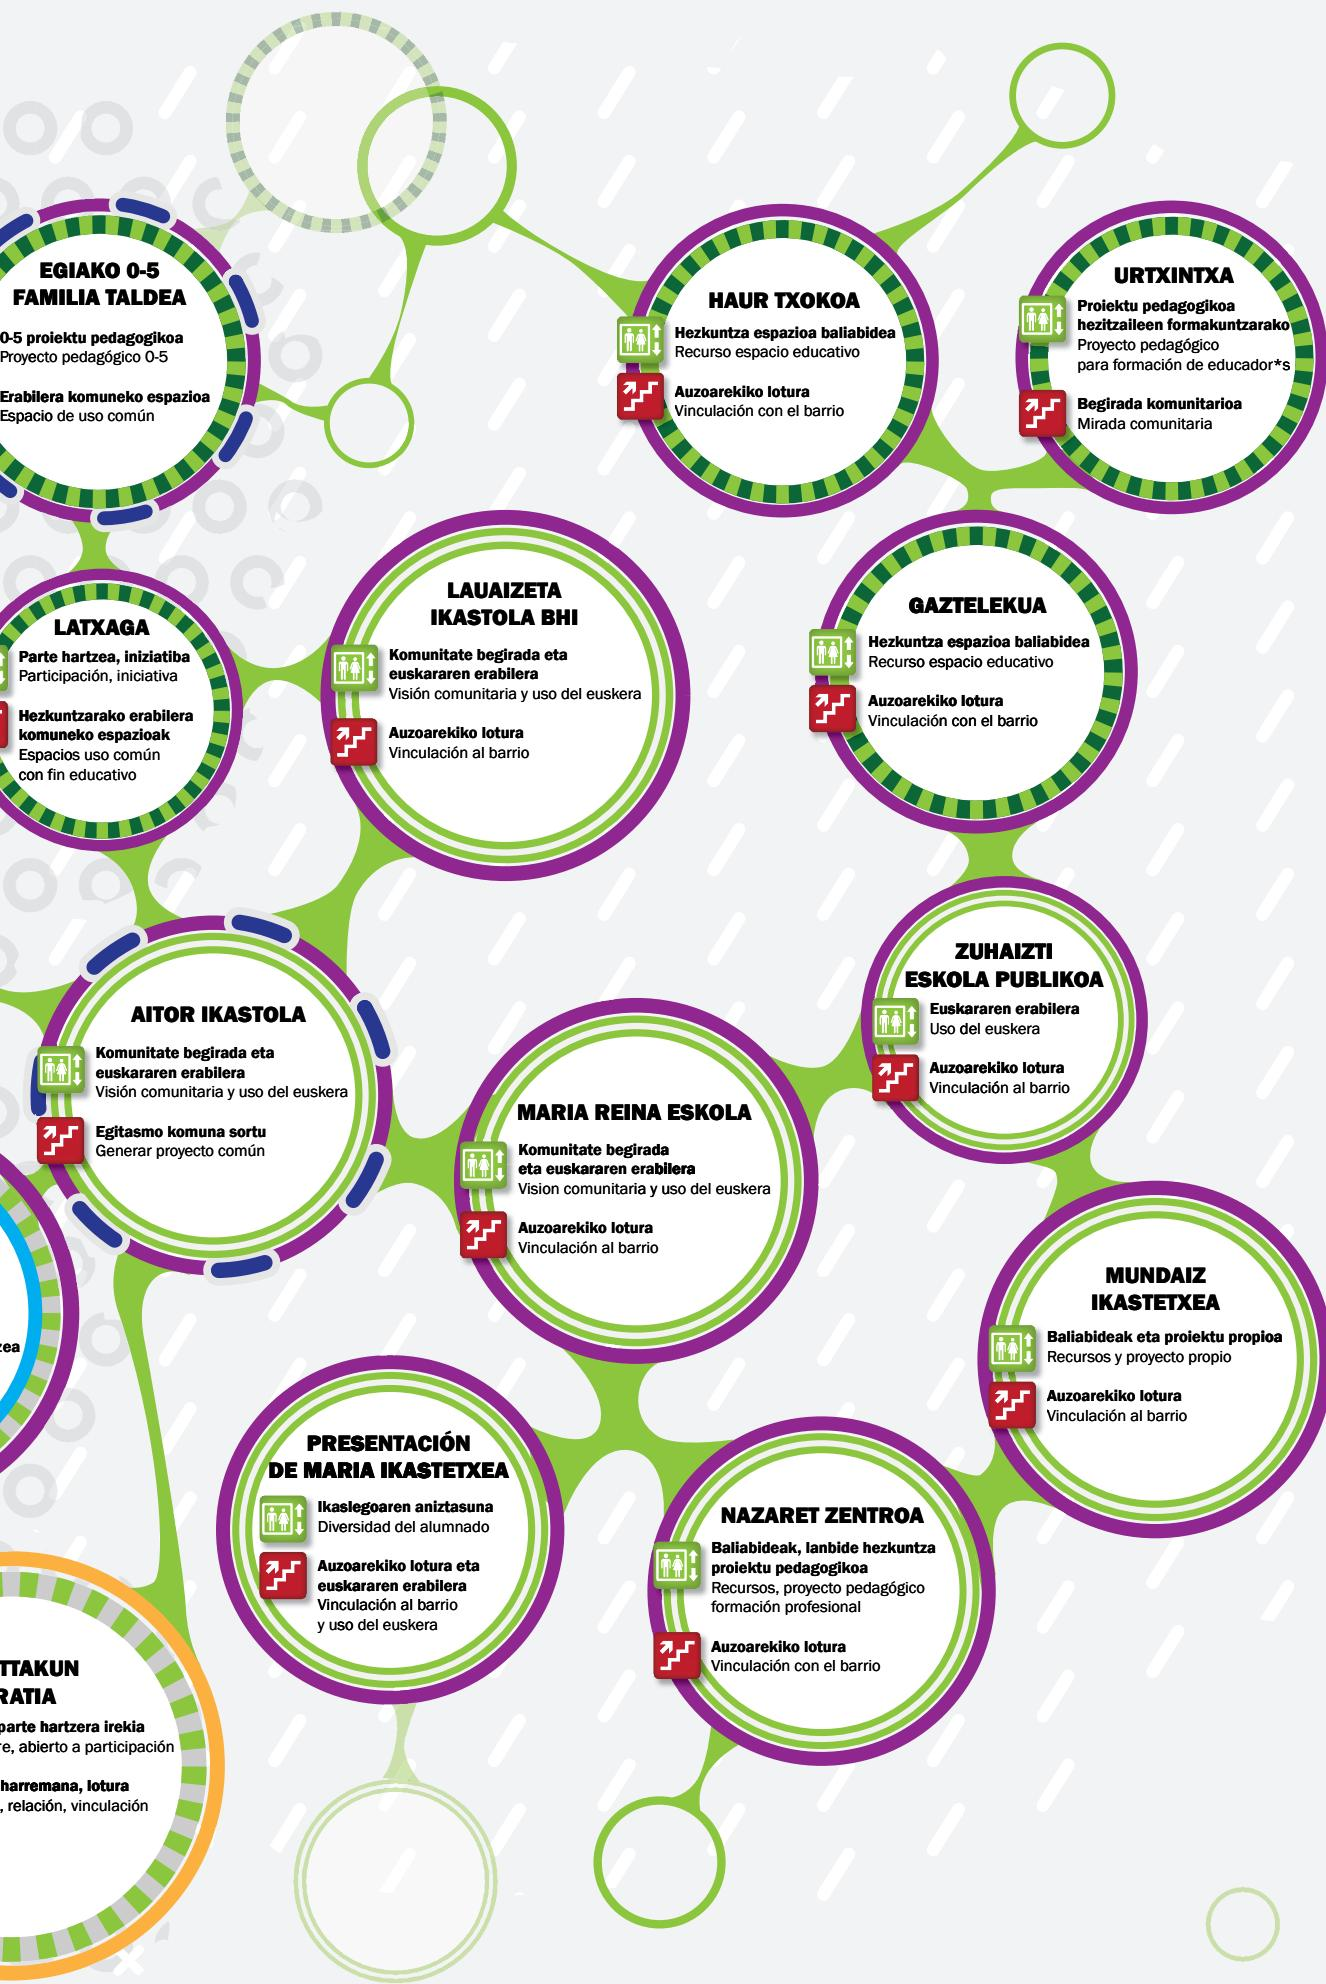 EGIAKO 0-5
FAMILIA TALDEA
0-5 proiektu pedagogikoa
Proyecto pedagógico 0-5
Erabilera komuneko espazioa
Espacio de uso común
HAUR TXOKOA
Hezkuntza espazioa baliabidea
Recurso espacio educativo
Auzoarekiko lotura
Vinculación con el barrio
URTXINTXA
Proiektu pedagogikoa
hezitzaileen formakuntzarako
Proyecto pedagógico
para formación de educador*s
Begirada komunitarioa
Mirada comunitaria
LATXAGA
Parte hartzea, iniziatiba
Participación, iniciativa
Hezkuntzarako erabilera
komuneko espazioak
Espacios uso común
con fin educativo
LAUAIZETA
IKASTOLA BHI
Komunitate begirada eta
euskararen erabilera
Visión comunitaria y uso del euskera
Auzoarekiko lotura
Vinculación al barrio
GAZTELEKUA
Hezkuntza espazioa baliabidea
Recurso espacio educativo
Auzoarekiko lotura
Vinculación con el barrio
AITOR IKASTOLA
Komunitate begirada eta
euskararen erabilera
Visión comunitaria y uso del euskera
Egitasmo komuna sortu
Generar proyecto común
ZUHAIZTI
ESKOLA PUBLIKOA
Euskararen erabilera
Uso del euskera
Auzoarekiko lotura
Vinculación al barrio
MARIA REINA ESKOLA
Komunitate begirada
eta euskararen erabilera
Vision comunitaria y uso del euskera
Auzoarekiko lotura
Vinculación al barrio
MUNDAIZ
IKASTETXEA
Baliabideak eta proiektu propioa
Recursos y proyecto propio
Auzoarekiko lotura
Vinculación al barrio
zea
PRESENTACIÓN
DE MARIA IKASTETXEA
Ikaslegoaren aniztasuna
Diversidad del alumnado
Auzoarekiko lotura eta
euskararen erabilera
Vinculación al barrio
y uso del euskera
NAZARET ZENTROA
Baliabideak, lanbide hezkuntza
proiektu pedagogikoa
Recursos, proyecto pedagógico
formación profesional
Auzoarekiko lotura
Vinculación con el barrio
TTAKUN
RATIA
parte hartzera irekia
re, abierto a participación
harremana, lotura
, relación, vinculación